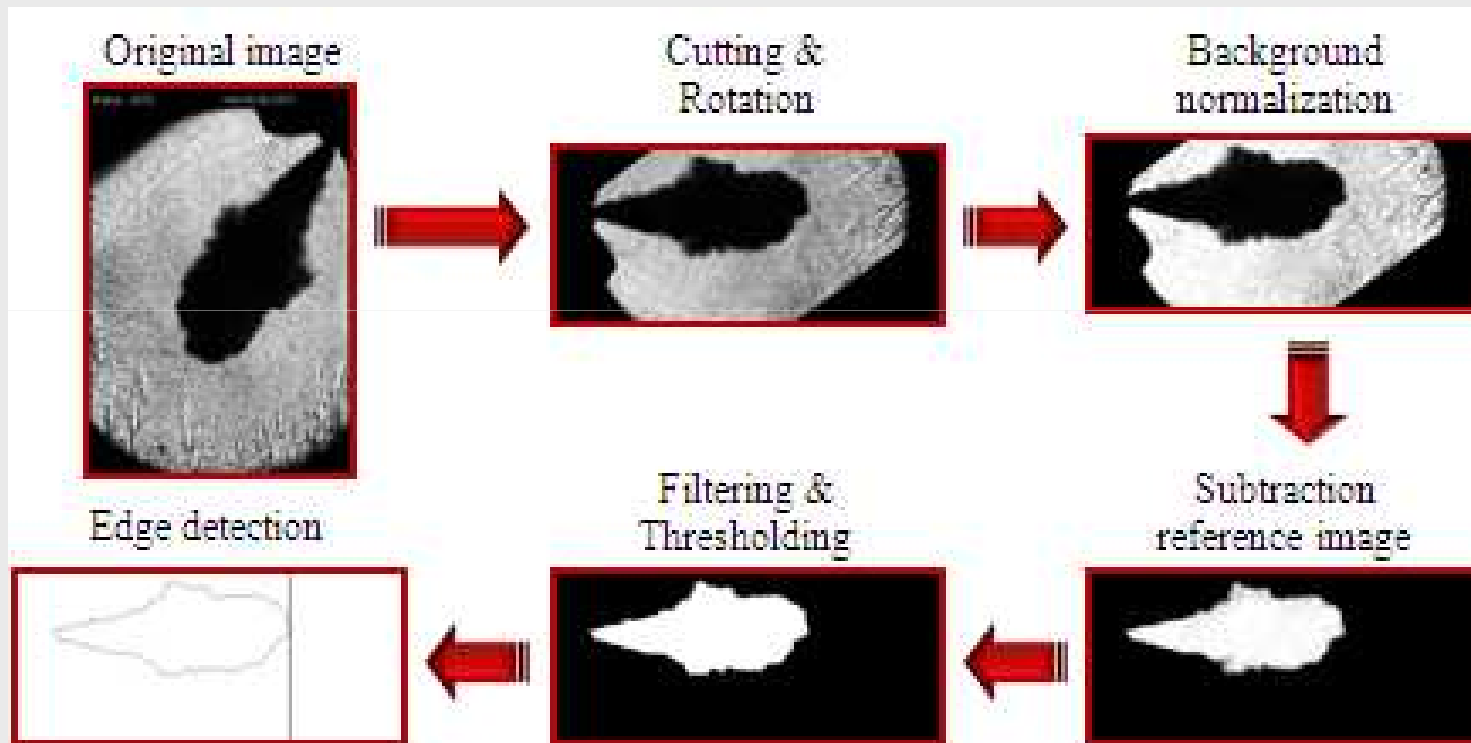 Original image
Cutting &
Rotation
Background
normalization
Subtraction
reference image
Filtering &
Thresholding
Edge detection